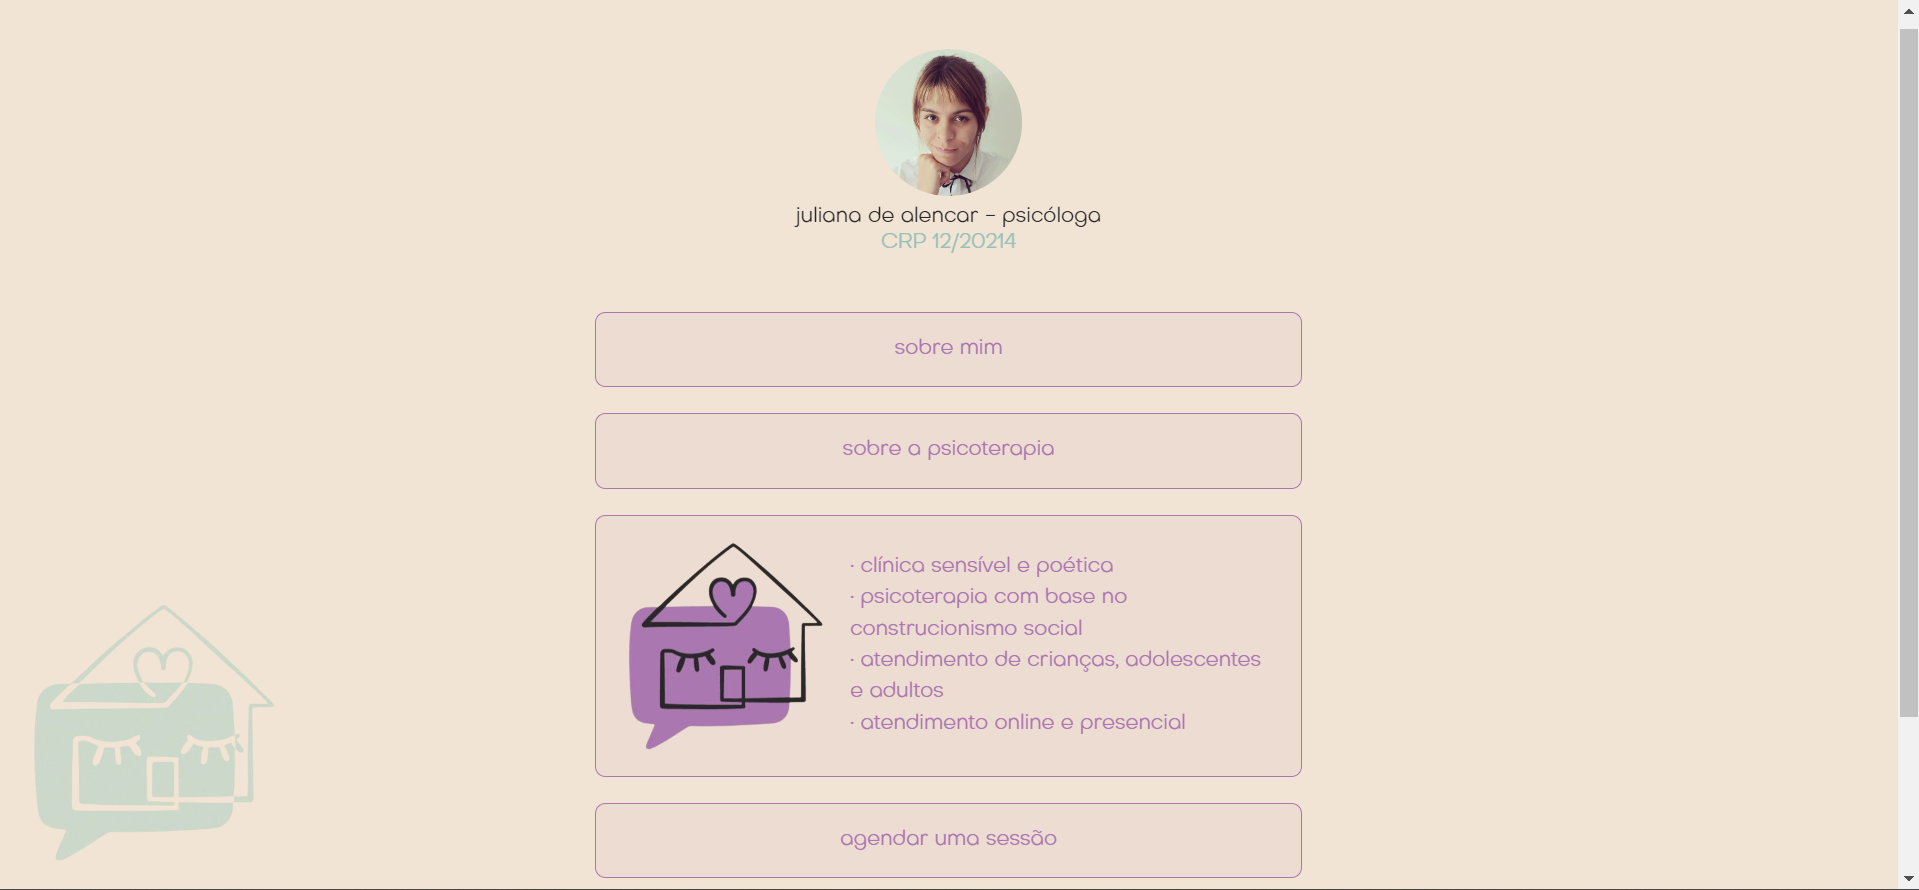 juliana de alencar – psicóloga
CRP 12/20214
sobre mim
sobre a psicoterapia
· clínica sensível e poética
· psicoterapia com base no
construcionismo social
· atendimento de crianças, adolescentes
e adultos
· atendimento online e presencial
agendar uma sessão